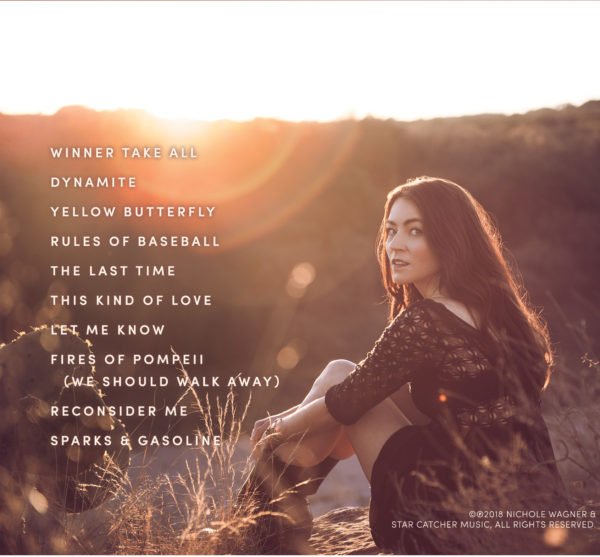 WINNER TAKE ALL
DYNAMITE
YELLOW BUTTERFLY
RULES OF BASEBALL
THE LAST TIME
THIS KIND OF LOVE
LET ME KNOW
FIRES OF POMPEII
(WE SHOULD WALK AWAY)
RECONSIDER ME
SPARKS & GASOLINE
©℗2018 NICHOLE WAGNER &
STAR CATCHER MUSIC, ALL RIGHTS RESERVED.